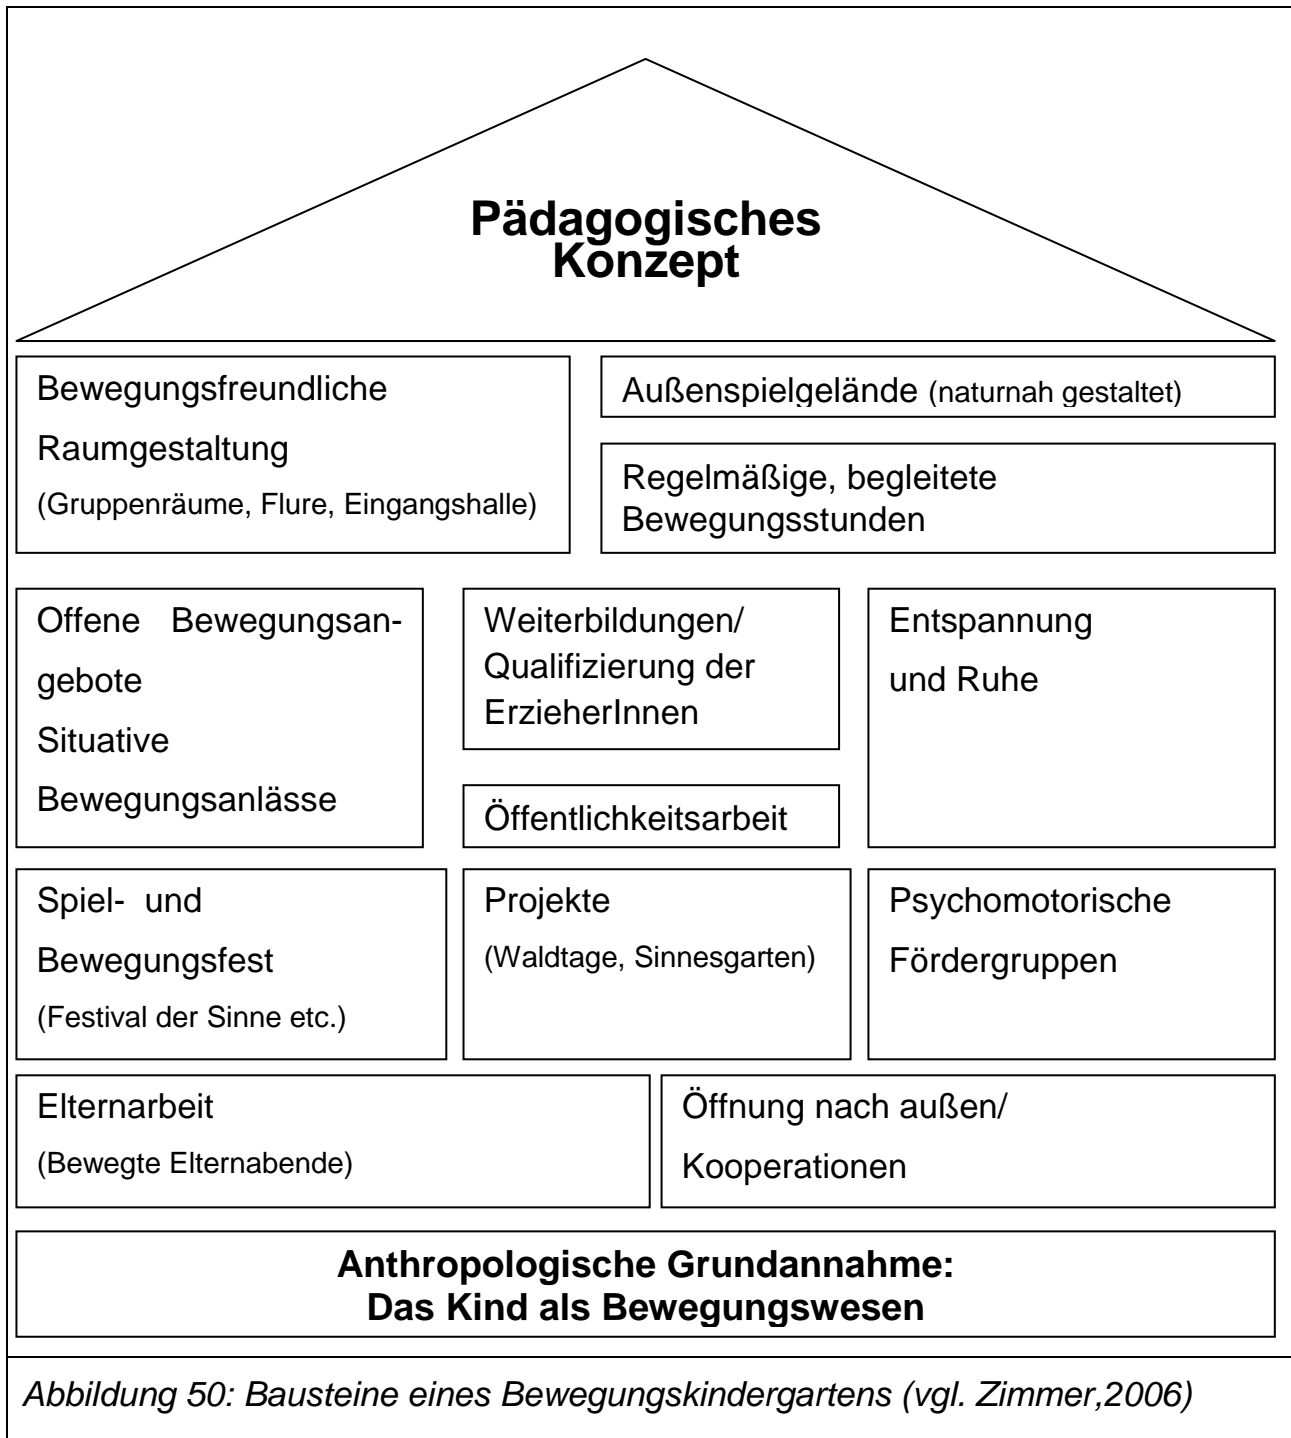 Pädagogisches
Konzept
Bewegungsfreundliche
Raumgestaltung
(Gruppenräume, Flure, Eingangshalle)
Außenspielgelände (naturnah gestaltet)
Regelmäßige, begleitete
Bewegungsstunden
Offene Bewegungsan-
gebote
Situative
Bewegungsanlässe
Weiterbildungen/
Qualifizierung der
ErzieherInnen
Öffentlichkeitsarbeit
Entspannung
und Ruhe
Spiel- und
Bewegungsfest
(Festival der Sinne etc.)
Projekte
(Waldtage, Sinnesgarten)
Psychomotorische
Fördergruppen
Elternarbeit
(Bewegte Elternabende)
Öffnung nach außen/
Kooperationen
Anthropologische Grundannahme:
Das Kind als Bewegungswesen
Abbildung 50: Bausteine eines Bewegungskindergartens (vgl. Zimmer,2006)